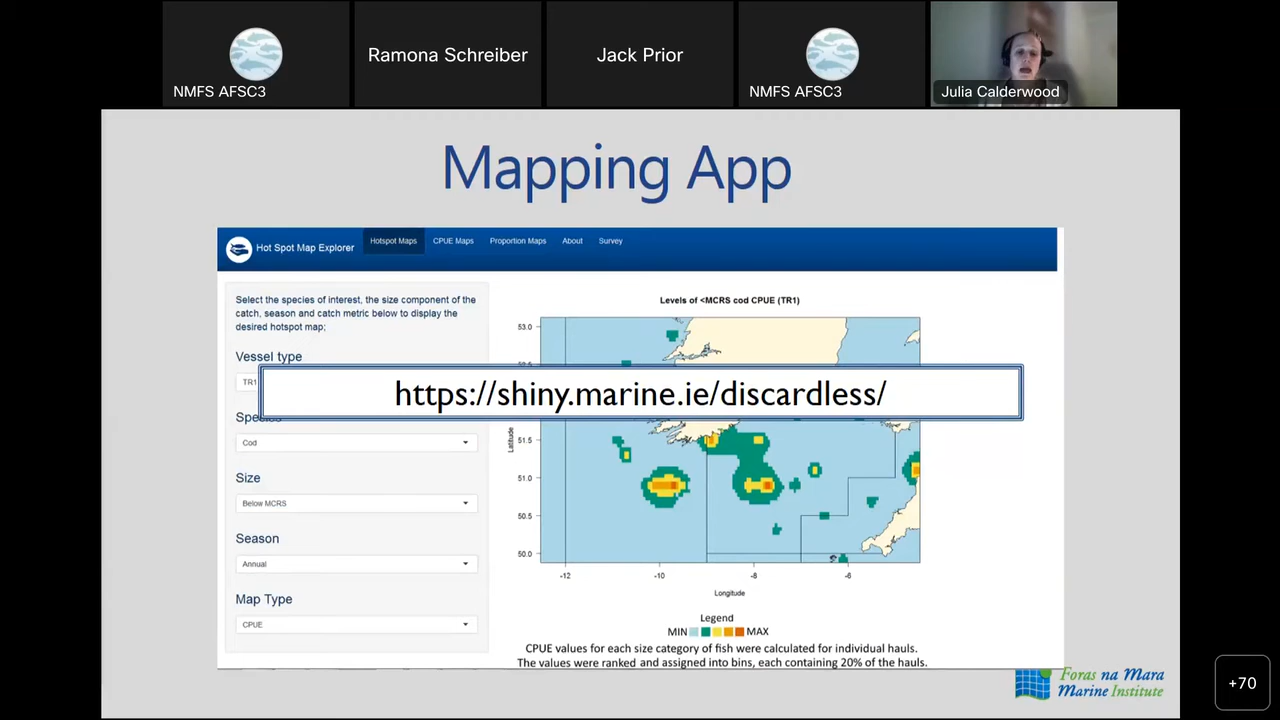 NMFS AFSC3
Ramona Schreiber
Jack Prior
NMFS AFSC3
Julia Calderwood
Mapping App
Hot Spot Map Explorer
Hotspot Maps
CPUE Maps
Proportion Maps
About
Survey
Select the species of interest, the size component of the
catch, season and catch metric below to display the
desired hotspot map;
Vessel type
TR1
https://shiny.marine.ie/discardless/
Species
Cod
Size
Below MCRS
Season
Annual
Map Type
CPUE
Levels of <MCRS cod CPUE (TR1)
53.0
Latitude
51.5
51.0
50.5
50.0
-12
-10
-8
-6
Longitude
Legend
MIN
MAX
CPUE values for each size category of fish were calculated for individual hauls.
The values were ranked and assigned into bins, each containing 20% of the hauls.
Foras na Mara
Marine Institute
+70